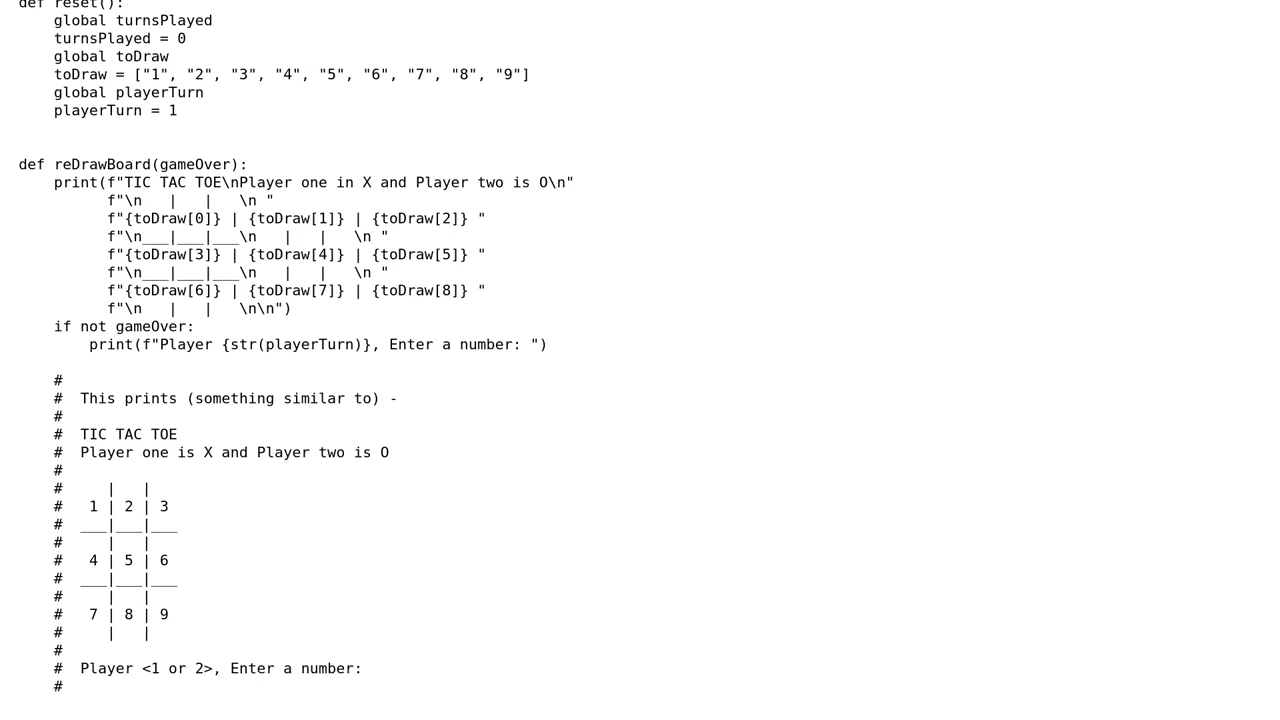 def reset():
    global turnsPlayed
    turnsPlayed = 0
    global toDraw
    toDraw = ["1", "2", "3", "4", "5", "6", "7", "8", "9"]
    global playerTurn
    playerTurn = 1


def reDrawBoard(gameOver):
    print(f"TIC TAC TOE\nPlayer one in X and Player two is O\n"
          f"\n   |   |   \n "
          f"{toDraw[0]} | {toDraw[1]} | {toDraw[2]} "
          f"\n___|___|___\n   |   |   \n "
          f"{toDraw[3]} | {toDraw[4]} | {toDraw[5]} "
          f"\n___|___|___\n   |   |   \n "
          f"{toDraw[6]} | {toDraw[7]} | {toDraw[8]} "
          f"\n   |   |   \n\n")
    if not gameOver:
        print(f"Player {str(playerTurn)}, Enter a number: ")

    #
    #  This prints (something similar to) -
    #
    #  TIC TAC TOE
    #  Player one is X and Player two is O
    #
    #     |   |
    #   1 | 2 | 3
    #  ___|___|___
    #     |   |
    #   4 | 5 | 6
    #  ___|___|___
    #     |   |
    #   7 | 8 | 9
    #     |   |
    #
    #  Player <1 or 2>, Enter a number:
    #